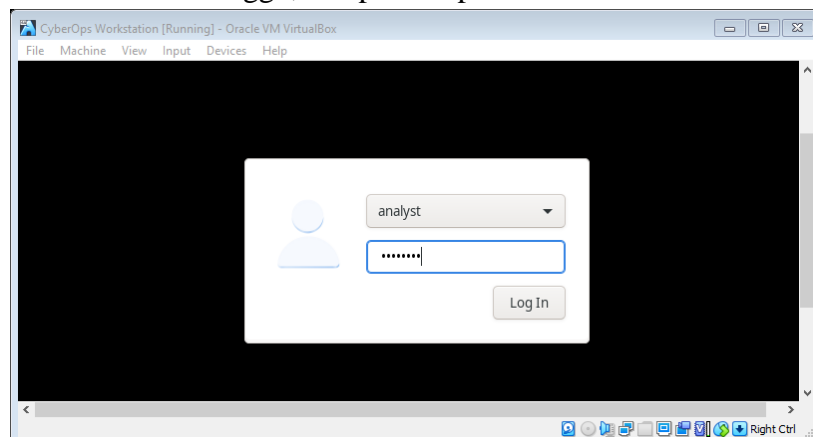 CyberOps Workstation [Running] - Oracle VM VirtualBox
File Machine View Input Devices Help
analyst
••••••••
Log In
Right Ctrl